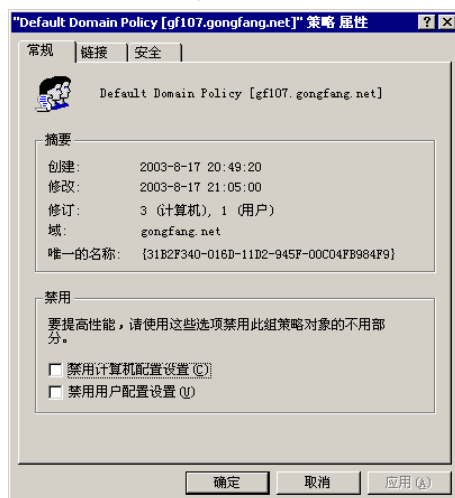 "Default Domain Policy [gf107.gongfang.net]" 策略 属性
常规 链接 安全
Default Domain Policy [gf107.gongfang.net]
摘要
创建: 2003-8-17 20:49:20
修改: 2003-8-17 21:05:00
修订: 3 (计算机), 1 (用户)
域: gongfang.net
唯一的名称: {31B2F340-016D-11D2-945F-00C04FB984F9}
禁用
要提高性能，请使用这些选项禁用此组策略对象的不用部
分。
禁用计算机配置设置(C)
禁用用户配置设置(U)
确定 取消 应用(A)